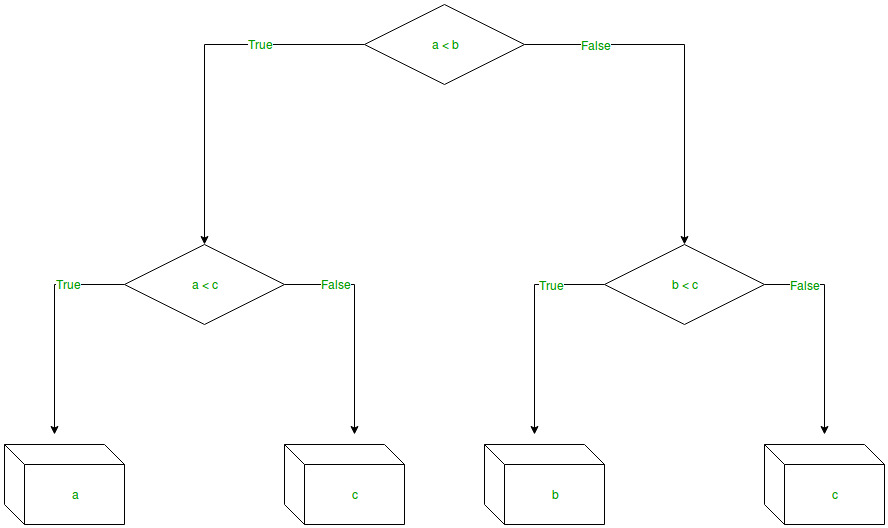 a < b
True
False
a < c
b < c
True
False
True
False
a
c
b
c